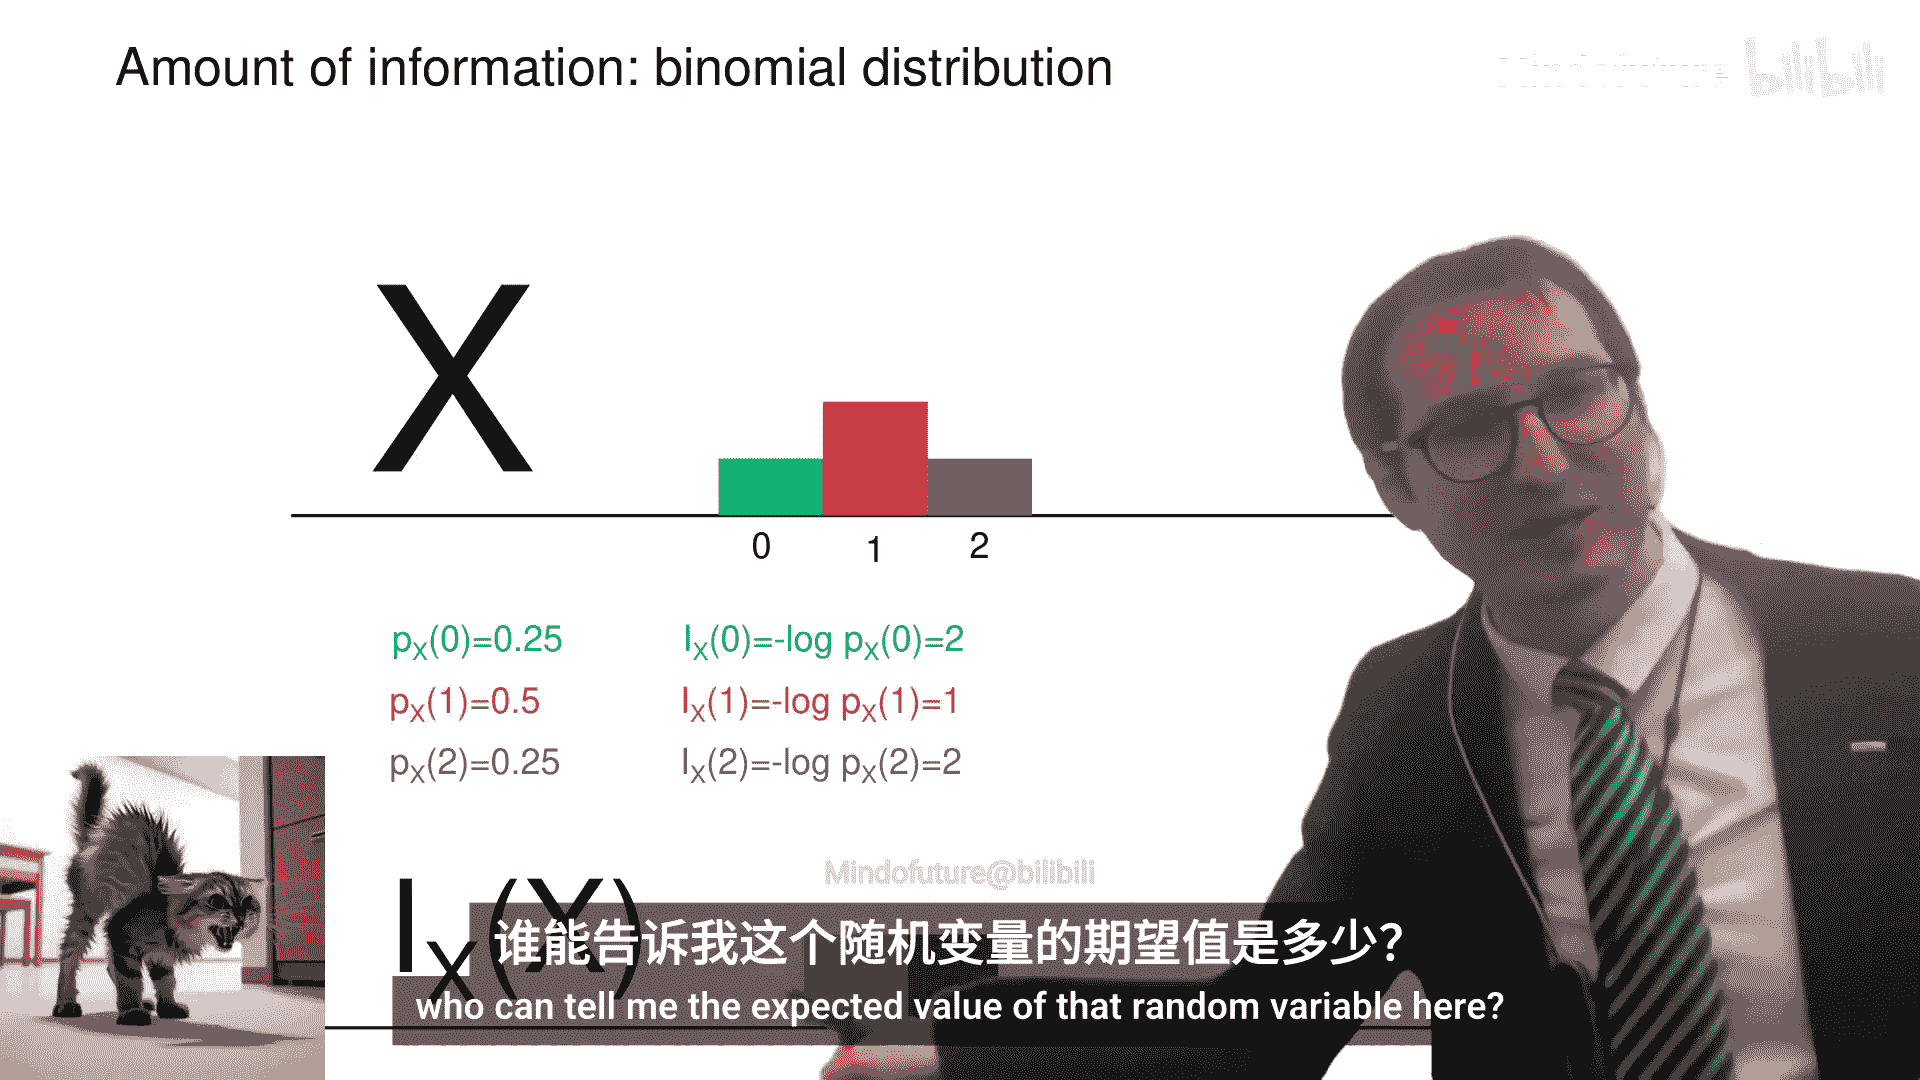 Amount of information: binomial distribution
bilibili
X
0 1 2
pX(0)=0.25 IX(0)=-log pX(0)=2
pX(1)=0.5 IX(1)=-log pX(1)=1
pX(2)=0.25 IX(2)=-log pX(2)=2
Mindofuture@bilibili
IX(X)
谁能告诉我这个随机变量的期望值是多少?
who can tell me the expected value of that random variable here?